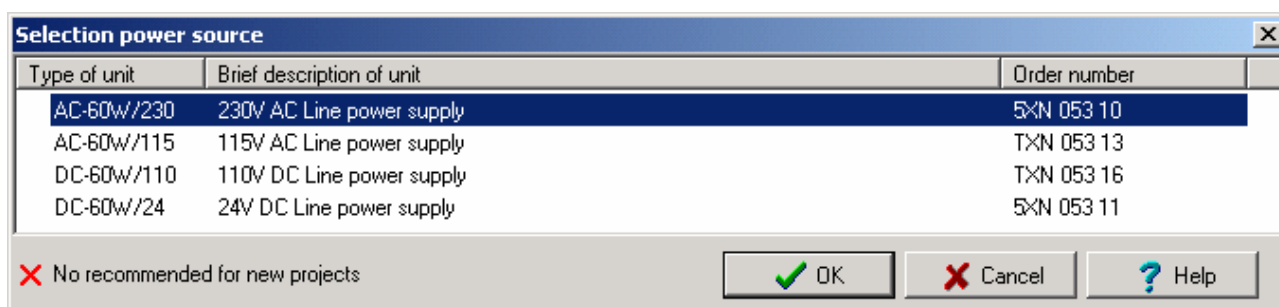 Selection power source
Type of unit Brief description of unit Order number
AC-60W/230 230V AC Line power supply 5XN 053 10
AC-60W/115 115V AC Line power supply TXN 053 13
DC-60W/110 110V DC Line power supply TXN 053 16
DC-60W/24 24V DC Line power supply 5XN 053 11
No recommended for new projects OK Cancel Help